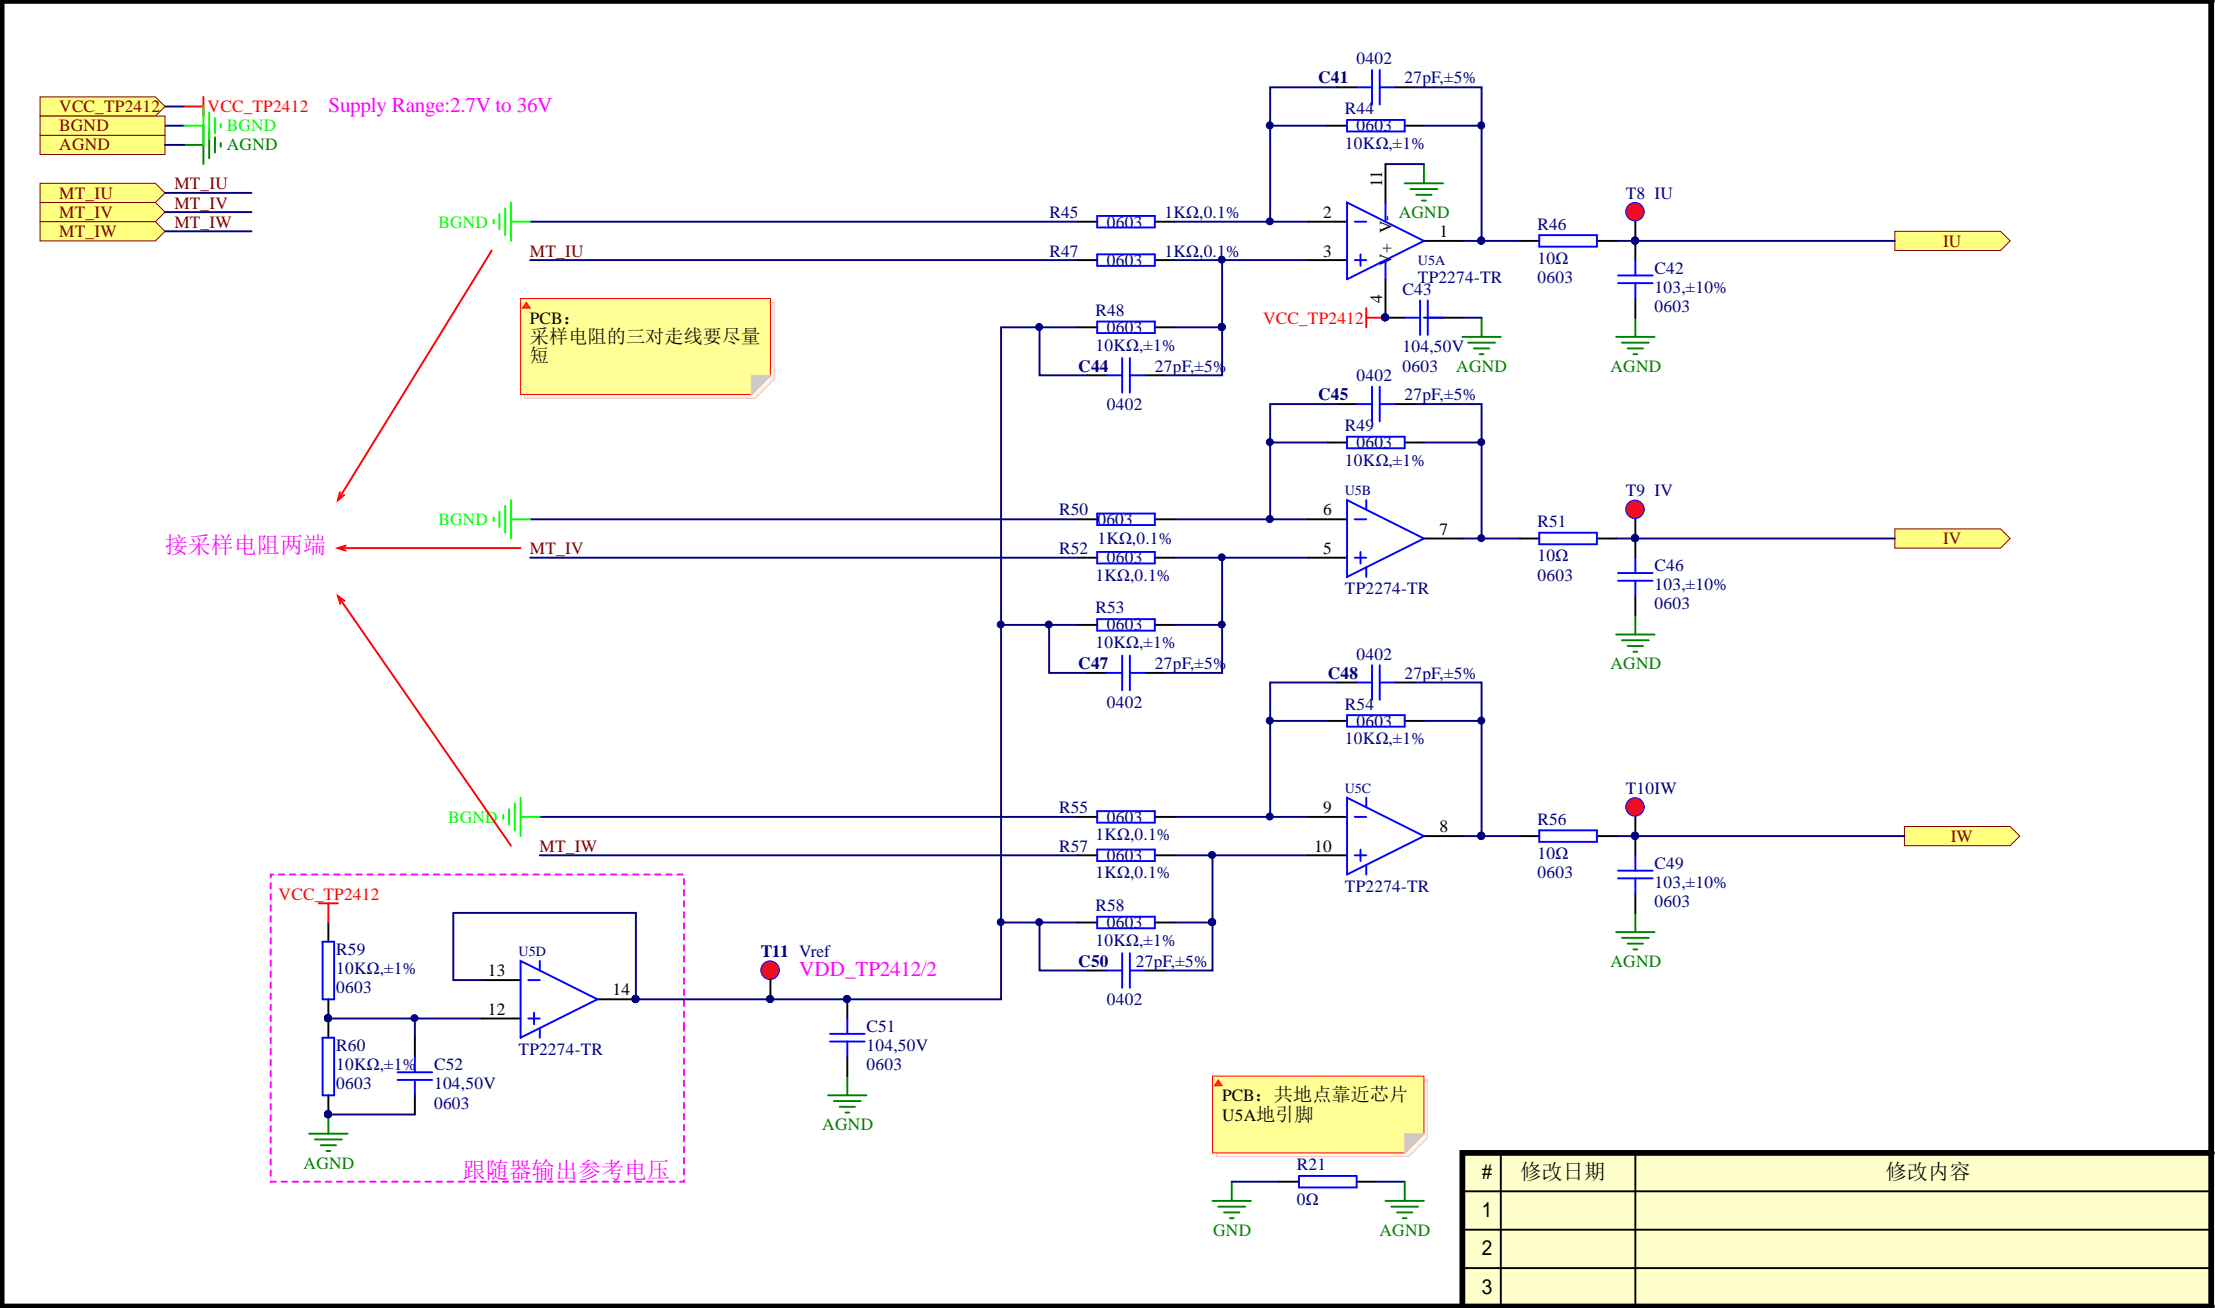 VCC_TP2412 VCC_TP2412 Supply Range:2.7V to 36V
BGND BGND
AGND AGND
MT_IU MT_IU
MT_IV MT_IV
MT_IW MT_IW
0402
C41 27pF,±5%
R44
0603
10KΩ,±1%
11
AGND
BGND R45 0603 1KΩ,0.1% 2
V-
1
MT_IU R47 0603 1KΩ,0.1% 3
V+
U5A
TP2274-TR
R46
10Ω
0603
T8 IU
IU
C42
103,±10%
0603
AGND
4
VCC_TP2412
C43
104,50V
0603 AGND
PCB：
采样电阻的三对走线要尽量
短
R48
0603
10KΩ,±1%
C44 27pF,±5%
0402
0402
C45 27pF,±5%
R49
0603
10KΩ,±1%
接采样电阻两端
BGND R50 0603
1KΩ,0.1%
6
U5B
7
MT_IV R52 0603
1KΩ,0.1%
5
TP2274-TR
R51
10Ω
0603
T9 IV
IV
C46
103,±10%
0603
AGND
R53
0603
10KΩ,±1%
C47 27pF,±5%
0402
0402
C48 27pF,±5%
R54
0603
10KΩ,±1%
BGND R55 0603
1KΩ,0.1%
9
U5C
8
MT_IW R57 0603
1KΩ,0.1%
10
TP2274-TR
R56
10Ω
0603
T10IW
IW
C49
103,±10%
0603
AGND
R58
0603
10KΩ,±1%
C50 27pF,±5%
0402
VCC_TP2412
R59
10KΩ,±1%
0603
U5D
13
14
12
TP2274-TR
R60
10KΩ,±1%
0603
C52
104,50V
0603
AGND
跟随器输出参考电压
T11 Vref
VDD_TP2412/2
C51
104,50V
0603
AGND
PCB：共地点靠近芯片
U5A地引脚
R21
0Ω
GND AGND
# 修改日期 修改内容
1
2
3